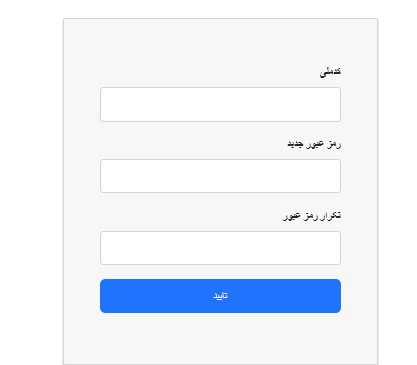 کدملی
رمز عبور جدید
تکرار رمز عبور
تایید